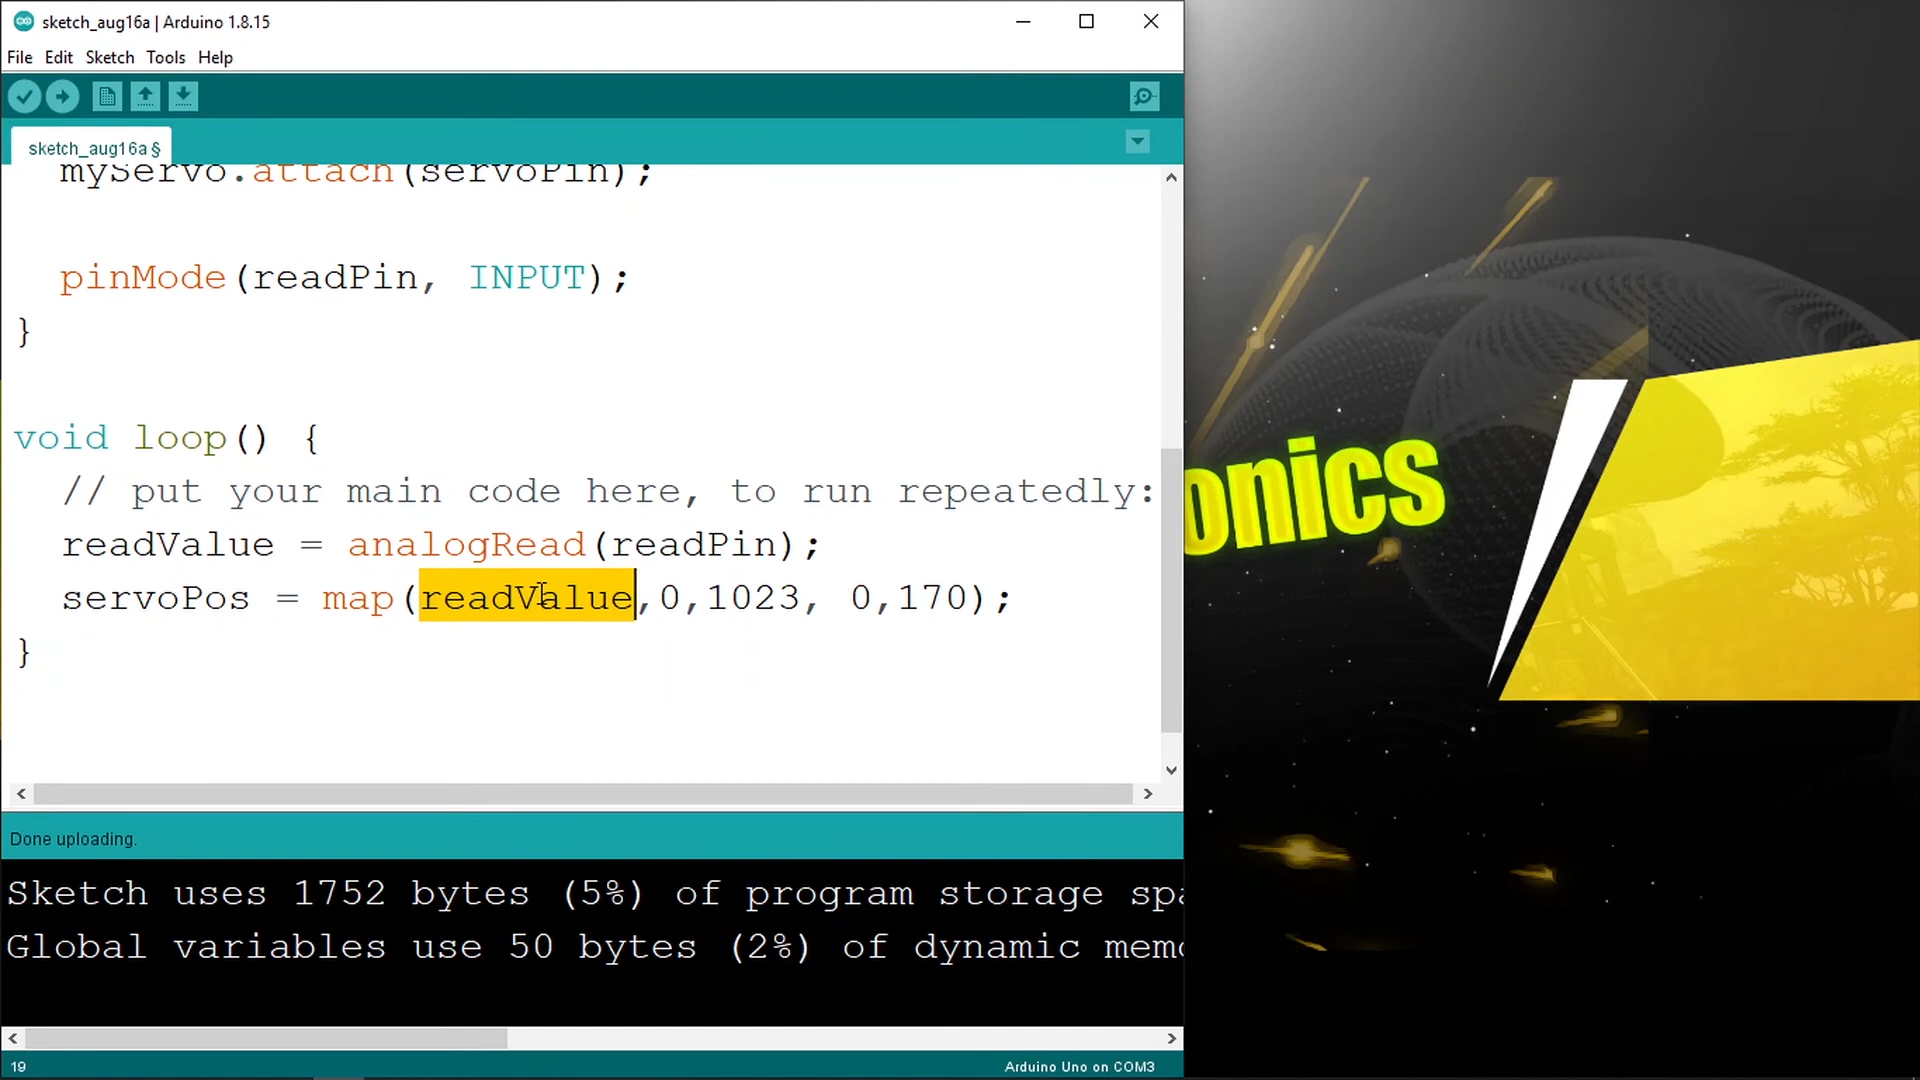 sketch_aug16a | Arduino 1.8.15
File Edit Sketch Tools Help
sketch_aug16a §
myServo.attach(servoPin);
pinMode(readPin, INPUT);
}
void loop() {
// put your main code here, to run repeatedly:
readValue = analogRead(readPin);
servoPos = map(readValue,0,1023, 0,170);
}
onics
Done uploading.
Sketch uses 1752 bytes (5%) of program storage spa
Global variables use 50 bytes (2%) of dynamic memo
19
Arduino Uno on COM3